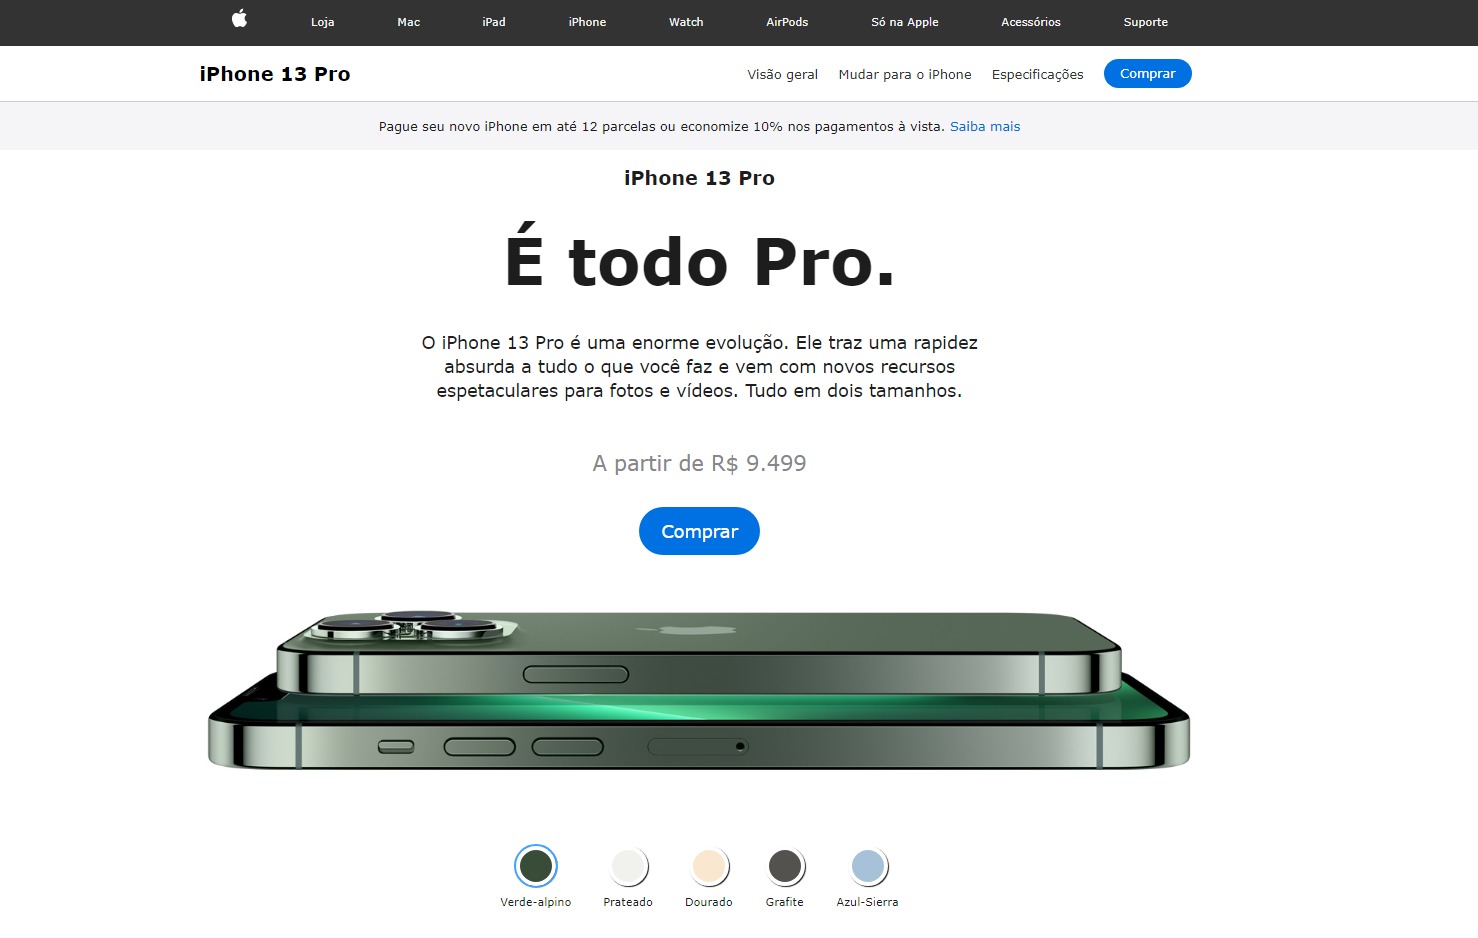 Loja Mac iPad iPhone Watch AirPods Só na Apple Acessórios Suporte
iPhone 13 Pro Visão geral Mudar para o iPhone Especificações Comprar
Pague seu novo iPhone em até 12 parcelas ou economize 10% nos pagamentos à vista. Saiba mais
iPhone 13 Pro
É todo Pro.
O iPhone 13 Pro é uma enorme evolução. Ele traz uma rapidez
absurda a tudo o que você faz e vem com novos recursos
espetaculares para fotos e vídeos. Tudo em dois tamanhos.
A partir de R$ 9.499
Comprar
Verde-alpino Prateado Dourado Grafite Azul-Sierra